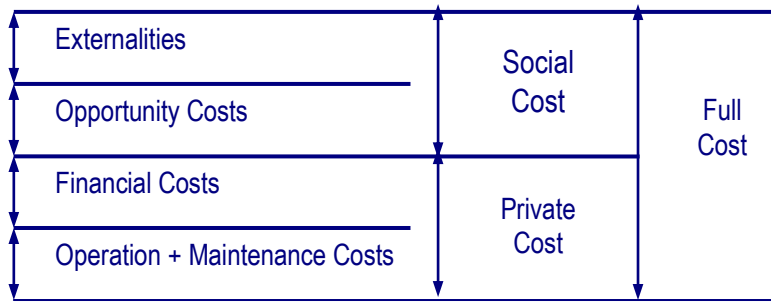 Externalities
Opportunity Costs
Financial Costs
Operation + Maintenance Costs
Social
Cost
Private
Cost
Full
Cost